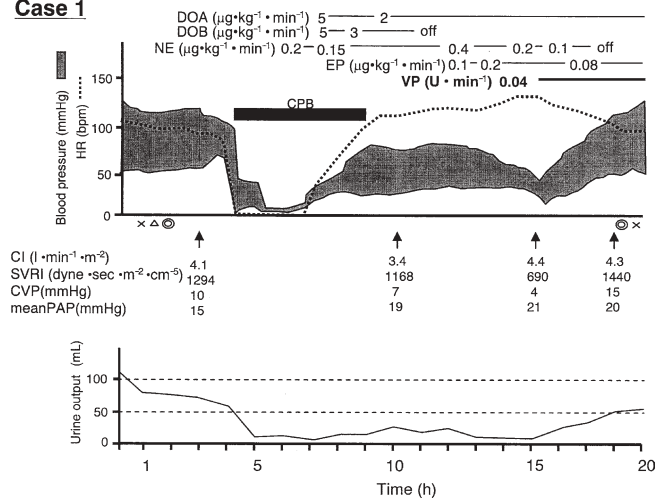 Case 1
DOA (µg•kg⁻¹ • min⁻¹) 5 2
DOB (µg•kg⁻¹ • min⁻¹) 5 3 off
NE (µg•kg⁻¹ • min⁻¹) 0.2 0.15 0.4 0.2 0.1 off
EP (µg•kg⁻¹ • min⁻¹) 0.1 0.2 0.08
VP (U • min⁻¹) 0.04
Blood pressure (mmHg)
HR (bpm)
150
100
50
0
CPB
× △ ◎ ◎ ×
CI (l •min⁻¹ •m⁻²) 4.1 3.4 4.4 4.3
SVRI (dyne •sec •m⁻² •cm⁻⁵) 1294 1168 690 1440
CVP(mmHg) 10 7 4 15
meanPAP(mmHg) 15 19 21 20
Urine output (mL)
100
50
0
1 5 10 15 20
Time (h)